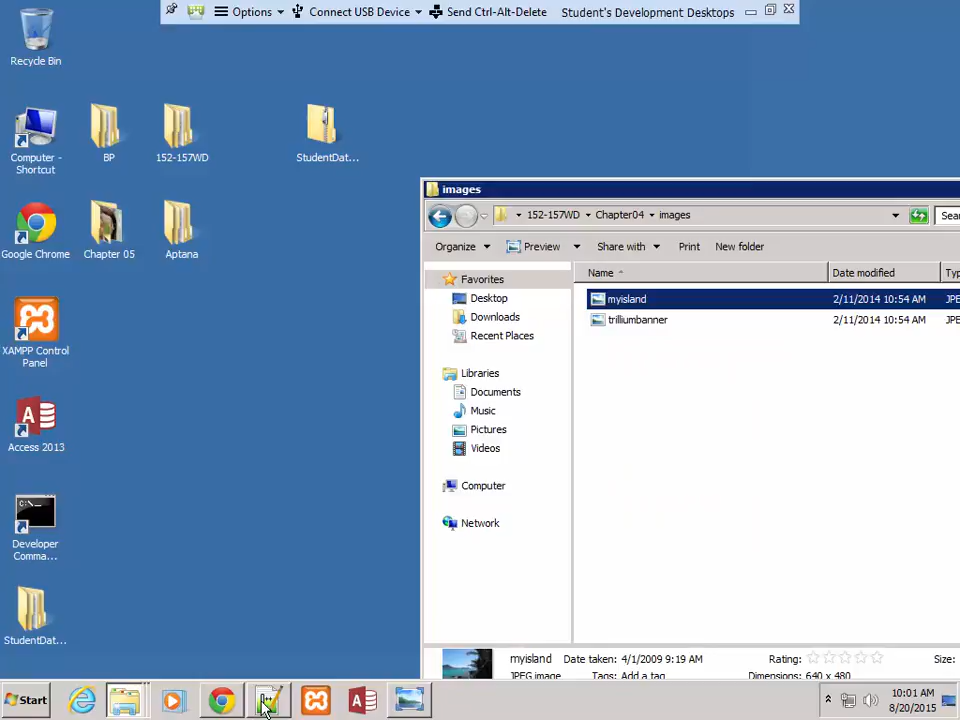 Options Connect USB Device Send Ctrl-Alt-Delete Student's Development Desktops
Recycle Bin
Computer -
Shortcut
BP
152-157WD
StudentDat...
Google Chrome
Chapter 05
Aptana
XAMPP Control
Panel
Access 2013
C:\_
Developer
Comma...
StudentDat...
images
152-157WD Chapter04 images
Sea
Organize Preview Share with Print New folder
Favorites
Desktop
Downloads
Recent Places
Libraries
Documents
Music
Pictures
Videos
Computer
Network
Name Date modified Ty
myisland 2/11/2014 10:54 AM JPE
trilliumbanner 2/11/2014 10:54 AM JPE
myisland Date taken: 4/1/2009 9:19 AM Rating: Size:
JPEG image Tags: Add a tag Dimensions: 640 x 480
Start
10:01 AM
8/20/2015